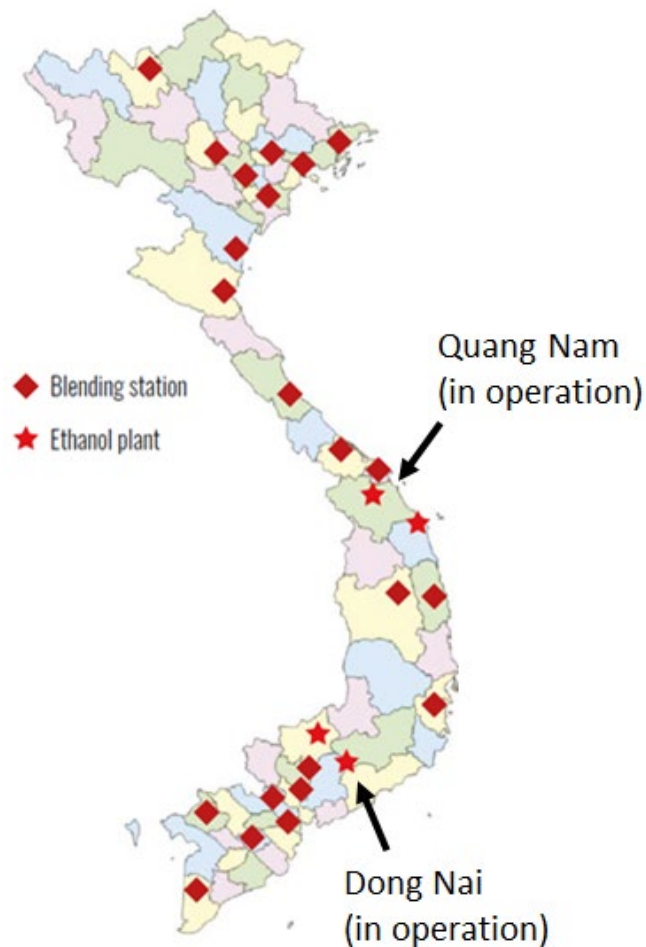 Quang Nam
(in operation)
Blending station
Ethanol plant
Dong Nai
(in operation)